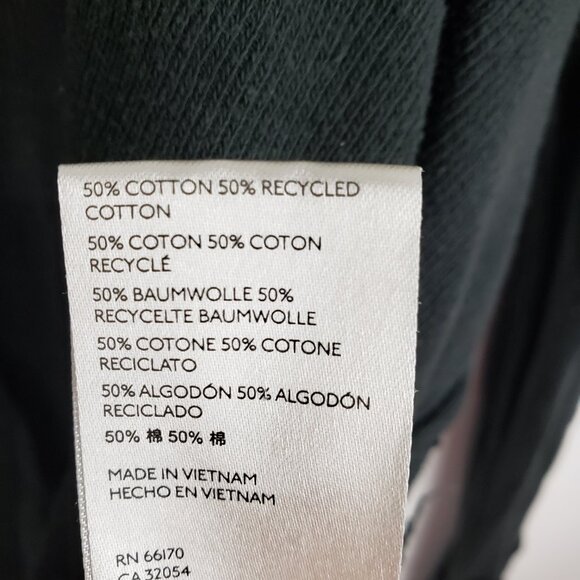 50% COTTON 50% RECYCLED
COTTON
50% COTON 50% COTON
RECYCLÉ
50% BAUMWOLLE 50%
RECYCELTE BAUMWOLLE
50% COTONE 50% COTONE
RECICLATO
50% ALGODÓN 50% ALGODÓN
RECICLADO
50% 棉 50% 棉
MADE IN VIETNAM
HECHO EN VIETNAM
RN 66170
CA 32054